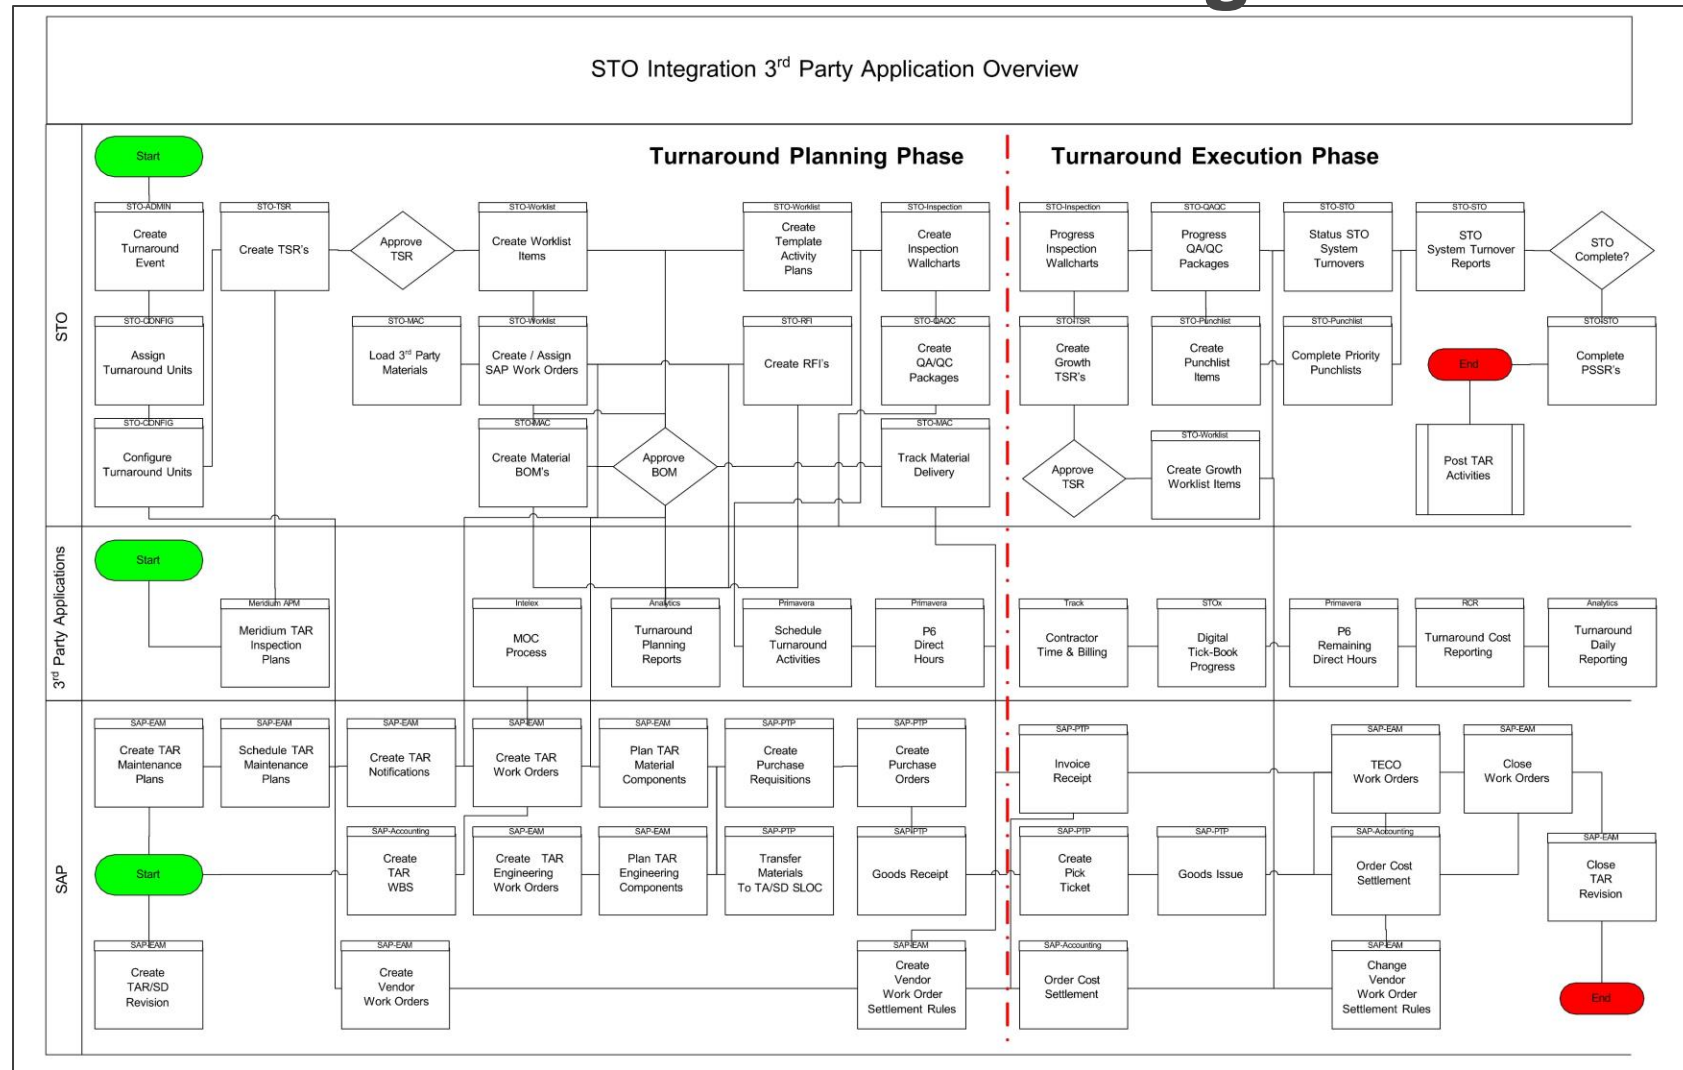 g
STO Integration 3rd Party Application Overview
STO
Start
Turnaround Planning Phase
Turnaround Execution Phase
STO-ADMIN
Create
Turnaround
Event
STO-TSR
Create TSR's
Approve
TSR
STO-Worklist
Create Worklist
Items
STO-Worklist
Create
Template
Activity
Plans
STO-Inspection
Create
Inspection
Wallcharts
STO-Inspection
Progress
Inspection
Wallcharts
STO-QAQC
Progress
QA/QC
Packages
STO-STO
Status STO
System
Turnovers
STO-STO
STO
System Turnover
Reports
STO
Complete?
STO-CONFIG
Assign
Turnaround Units
STO-MAC
Load 3rd Party
Materials
STO-Worklist
Create / Assign
SAP Work Orders
STO-RFI
Create RFI's
STO-QAQC
Create
QA/QC
Packages
STO-TSR
Create
Growth
TSR's
STO-Punchlist
Create
Punchlist
Items
STO-Punchlist
Complete Priority
Punchlists
End
STO-STO
Complete
PSSR's
STO-CONFIG
Configure
Turnaround Units
STO-MAC
Create Material
BOM's
Approve
BOM
STO-MAC
Track Material
Delivery
Approve
TSR
STO-Worklist
Create Growth
Worklist Items
Post TAR
Activities
3rd Party Applications
Start
Meridium APM
Meridium TAR
Inspection
Plans
Intelex
MOC
Process
Analytics
Turnaround
Planning
Reports
Primavera
Schedule
Turnaround
Activities
Primavera
P6
Direct
Hours
Track
Contractor
Time & Billing
STOx
Digital
Tick-Book
Progress
Primavera
P6
Remaining
Direct Hours
RCR
Turnaround Cost
Reporting
Analytics
Turnaround
Daily
Reporting
SAP
SAP-EAM
Create TAR
Maintenance
Plans
SAP-EAM
Schedule TAR
Maintenance
Plans
SAP-EAM
Create TAR
Notifications
SAP-EAM
Create TAR
Work Orders
SAP-EAM
Plan TAR
Material
Components
SAP-PTP
Create
Purchase
Requisitions
SAP-PTP
Create
Purchase
Orders
SAP-PTP
Invoice
Receipt
SAP-EAM
TECO
Work Orders
SAP-EAM
Close
Work Orders
Start
SAP-Accounting
Create
TAR
WBS
SAP-EAM
Create TAR
Engineering
Work Orders
SAP-EAM
Plan TAR
Engineering
Components
SAP-PTP
Transfer
Materials
To TA/SD SLOC
SAP-PTP
Goods Receipt
SAP-PTP
Create
Pick
Ticket
SAP-PTP
Goods Issue
SAP-Accounting
Order Cost
Settlement
SAP-EAM
Close
TAR
Revision
SAP-EAM
Create
TAR/SD
Revision
SAP-EAM
Create
Vendor
Work Orders
SAP-EAM
Create
Vendor
Work Order
Settlement Rules
SAP-Accounting
Order Cost
Settlement
SAP-EAM
Change
Vendor
Work Order
Settlement Rules
End